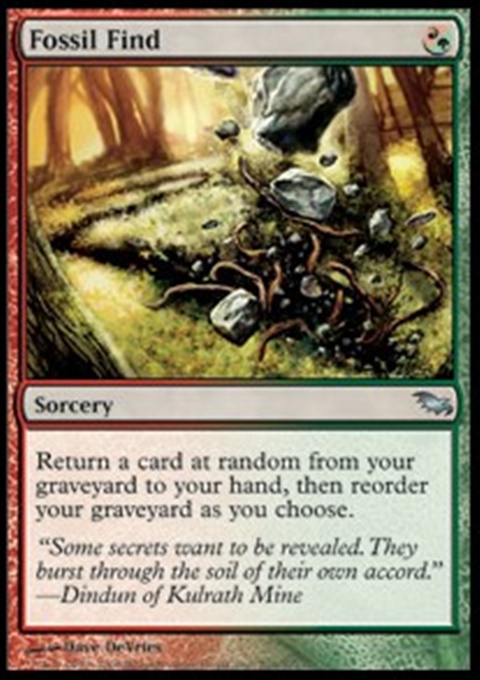 Fossil Find
Sorcery
Return a card at random from your
graveyard to your hand, then reorder
your graveyard as you choose.
“Some secrets want to be revealed. They
burst through the soil of their own accord.”
—Dindun of Kulrath Mine
Dave DeVries